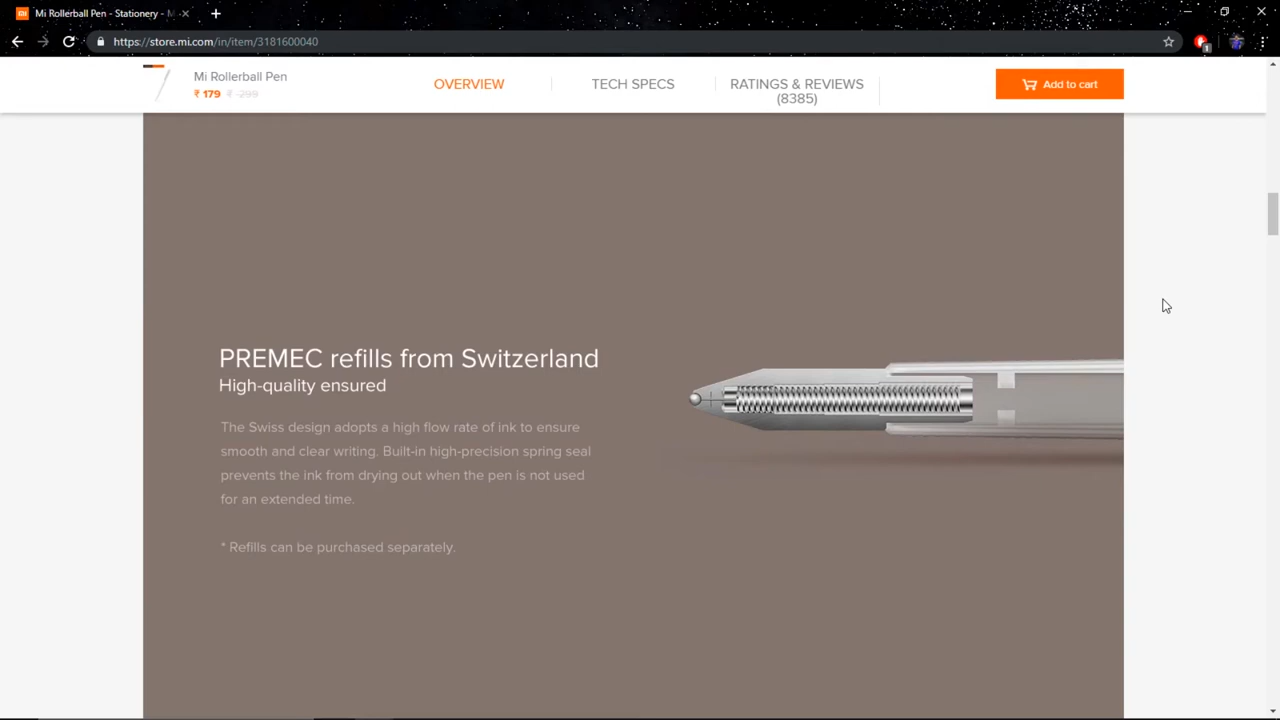 Mi Rollerball Pen - Stationery - M
https://store.mi.com/in/item/3181600040
1
Mi Rollerball Pen
₹ 179 ₹ 299
OVERVIEW
TECH SPECS
RATINGS & REVIEWS
(8385)
Add to cart
PREMEC refills from Switzerland
High-quality ensured
The Swiss design adopts a high flow rate of ink to ensure
smooth and clear writing. Built-in high-precision spring seal
prevents the ink from drying out when the pen is not used
for an extended time.
* Refills can be purchased separately.